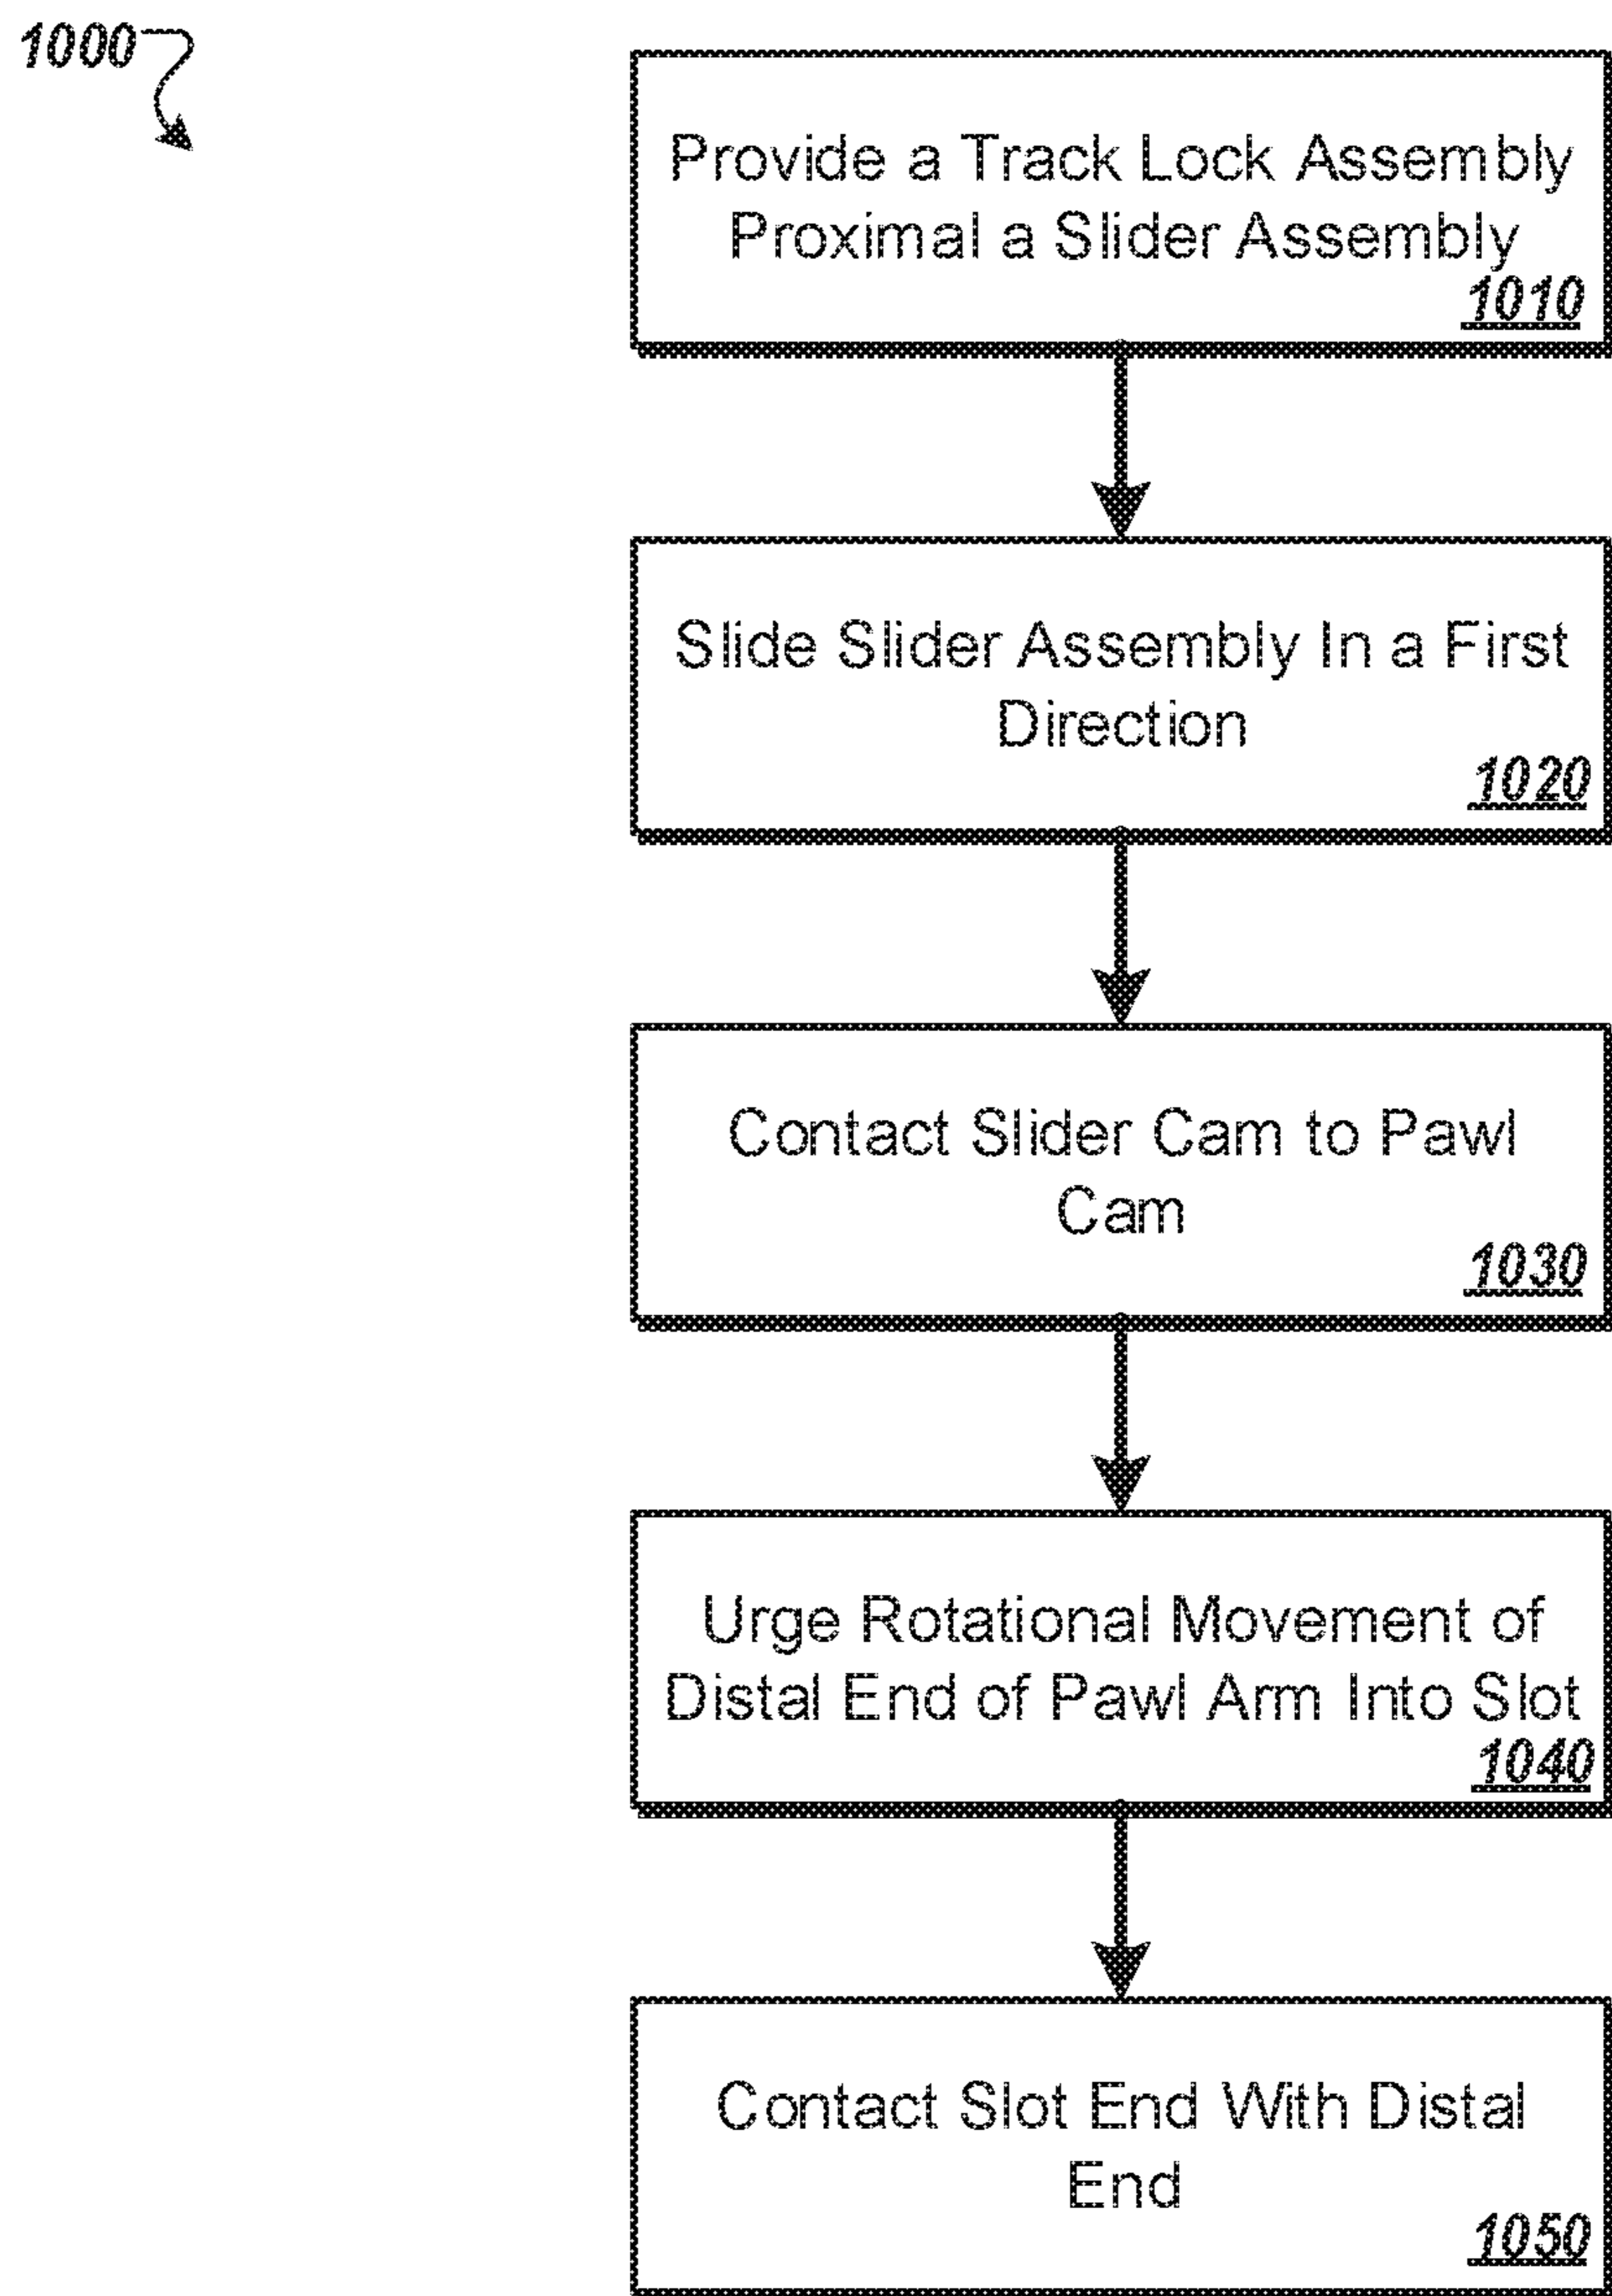 1000
Provide a Track Lock Assembly
Proximal a Slider Assembly
1010
Slide Slider Assembly In a First
Direction
1020
Contact Slider Cam to Pawl
Cam
1030
Urge Rotational Movement of
Distal End of Pawl Arm Into Slot
1040
Contact Slot End With Distal
End
1050